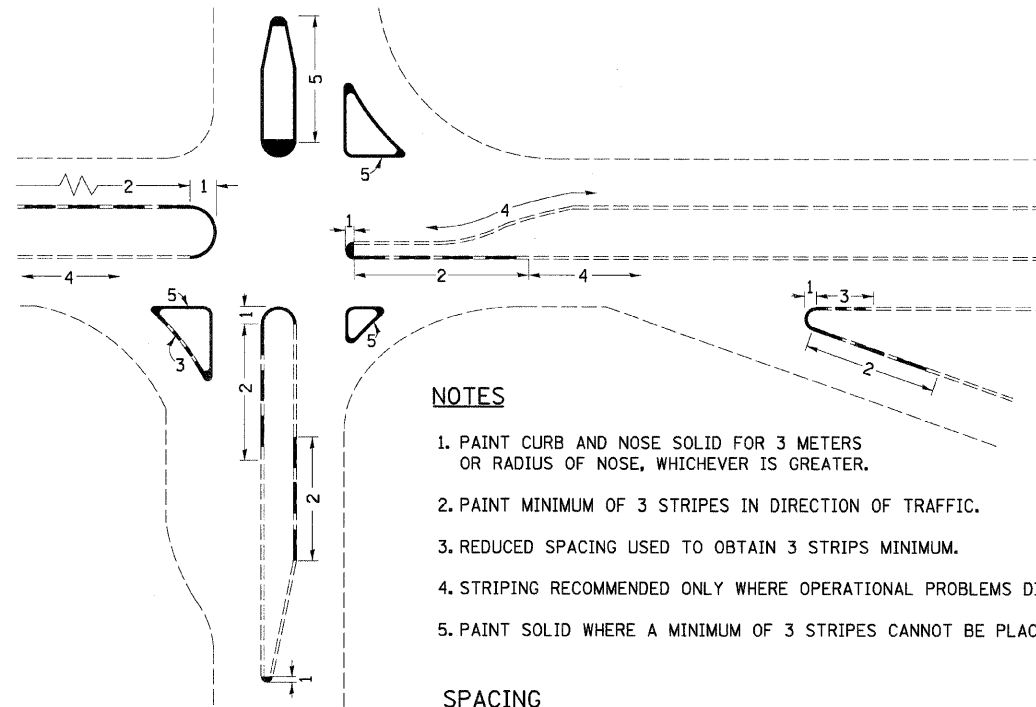 5
5
2
1
4
1
4
2
4
5
1
5
3
2
2
1
1
3
2
NOTES
1. PAINT CURB AND NOSE SOLID FOR 3 METERS
OR RADIUS OF NOSE, WHICHEVER IS GREATER.
2. PAINT MINIMUM OF 3 STRIPES IN DIRECTION OF TRAFFIC.
3. REDUCED SPACING USED TO OBTAIN 3 STRIPS MINIMUM.
4. STRIPING RECOMMENDED ONLY WHERE OPERATIONAL PROBLEMS
5. PAINT SOLID WHERE A MINIMUM OF 3 STRIPES CANNOT BE
SPACING